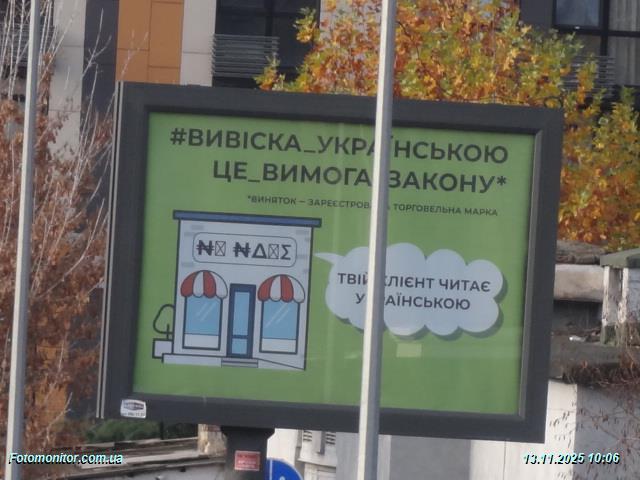 #ВИВІСКА_УКРАЇНСЬКОЮ
ЦЕ_ВИМОГА_ЗАКОНУ*
*ВИНЯТОК – ЗАРЕЄСТРОВАНА ТОРГОВЕЛЬНА МАРКА
ТВІЙ КЛІЄНТ ЧИТАЄ
УКРАЇНСЬКОЮ
Fotomonitor.com.ua
13.11.2025 10:06